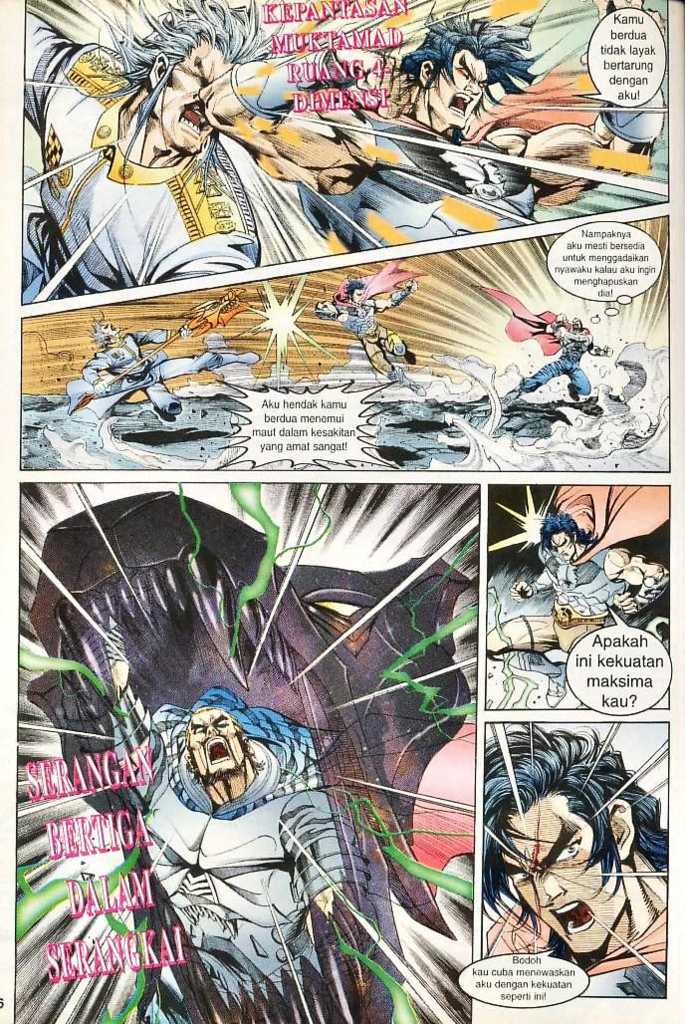 KEPANTASAN
MUKTAMAD
RUANG 4-
DIMENSI
Kamu
berdua
tidak layak
bertarung
dengan
aku!
Nampaknya
aku mesti bersedia
untuk menggadaikan
nyawaku kalau aku ingin
menghapuskan
dia!
Aku hendak kamu
berdua menemui
maut dalam kesakitan
yang amat sangat!
SERANGAN
BERTIGA
DALAM
SERANGKAI
Apakah
ini kekuatan
maksima
kau?
Bodoh
kau cuba menewaskan
aku dengan kekuatan
seperti ini!
6